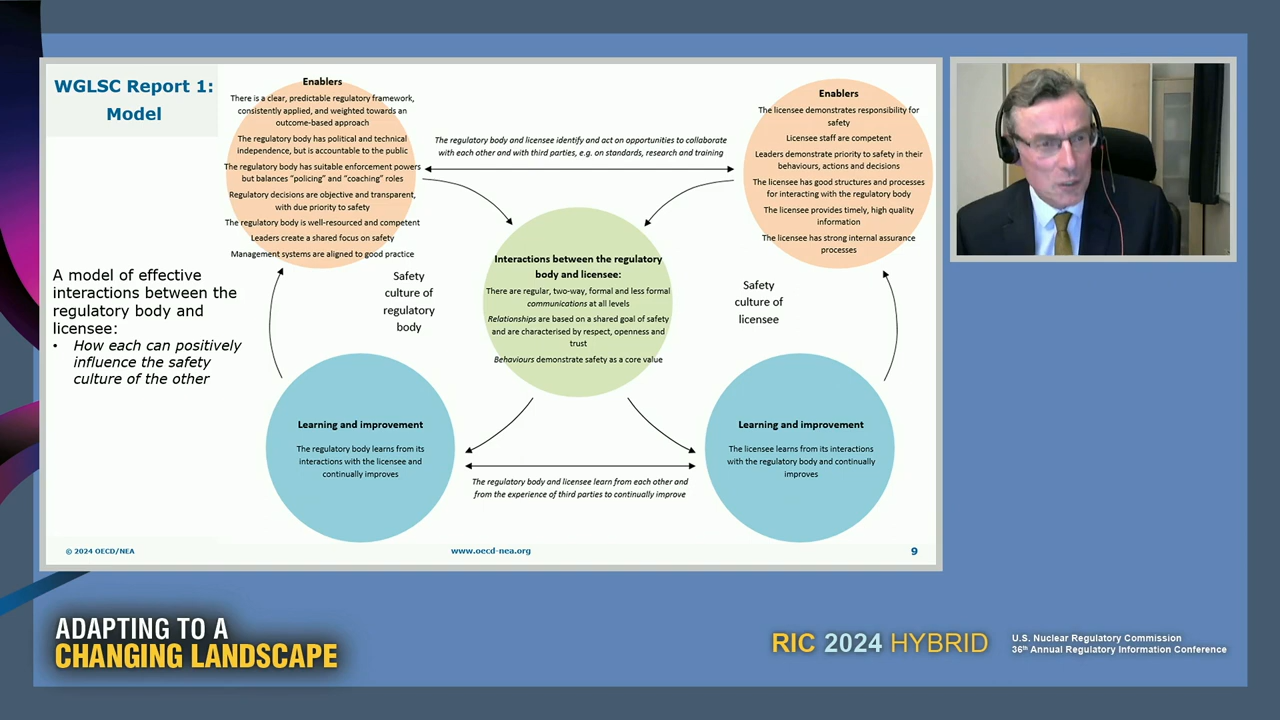 WGLSC Report 1:
Model
A model of effective
interactions between the
regulatory body and
licensee:
• How each can positively
influence the safety
culture of the other
Enablers
There is a clear, predictable regulatory framework,
consistently applied, and weighted towards an
outcome-based approach
The regulatory body has political and technical
independence, but is accountable to the public
The regulatory body has suitable enforcement powers
but balances “policing” and “coaching” roles
Regulatory decisions are objective and transparent,
with due priority to safety
The regulatory body is well-resourced and competent
Leaders create a shared focus on safety
Management systems are aligned to good practice
The regulatory body and licensee identify and act on opportunities to collaborate
with each other and with third parties, e.g. on standards, research and training
Enablers
The licensee demonstrates responsibility for
safety
Licensee staff are competent
Leaders demonstrate priority to safety in their
behaviours, actions and decisions
The licensee has good structures and processes
for interacting with the regulatory body
The licensee provides timely, high quality
information
The licensee has strong internal assurance
processes
Safety
culture of
regulatory
body
Interactions between the regulatory
body and licensee:
There are regular, two-way, formal and less formal
communications at all levels
Relationships are based on a shared goal of safety
and are characterised by respect, openness and
trust
Behaviours demonstrate safety as a core value
Safety
culture of
licensee
Learning and improvement
The regulatory body learns from its
interactions with the licensee and
continually improves
The regulatory body and licensee learn from each other and
from the experience of third parties to continually improve
Learning and improvement
The licensee learns from its interactions
with the regulatory body and continually
improves
© 2024 OECD/NEA
www.oecd-nea.org
9
ADAPTING TO A
CHANGING LANDSCAPE
RIC 2024 HYBRID
U.S. Nuclear Regulatory Commission
36th Annual Regulatory Information Conference